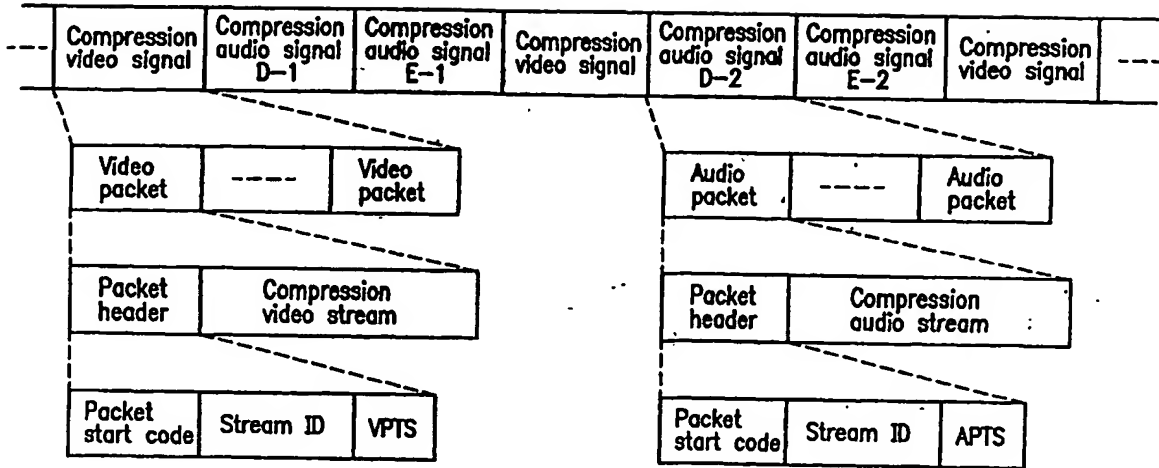 Compression video signal
Compression audio signal D-1
Compression audio signal E-1
Compression video signal
Compression audio signal D-2
Compression audio signal E-2
Compression video signal
Video packet
Video packet
Audio packet
Audio packet
Packet header
Compression video stream
Packet header
Compression audio stream
Packet start code
Stream ID
VPTS
Packet start code
Stream ID
APTS